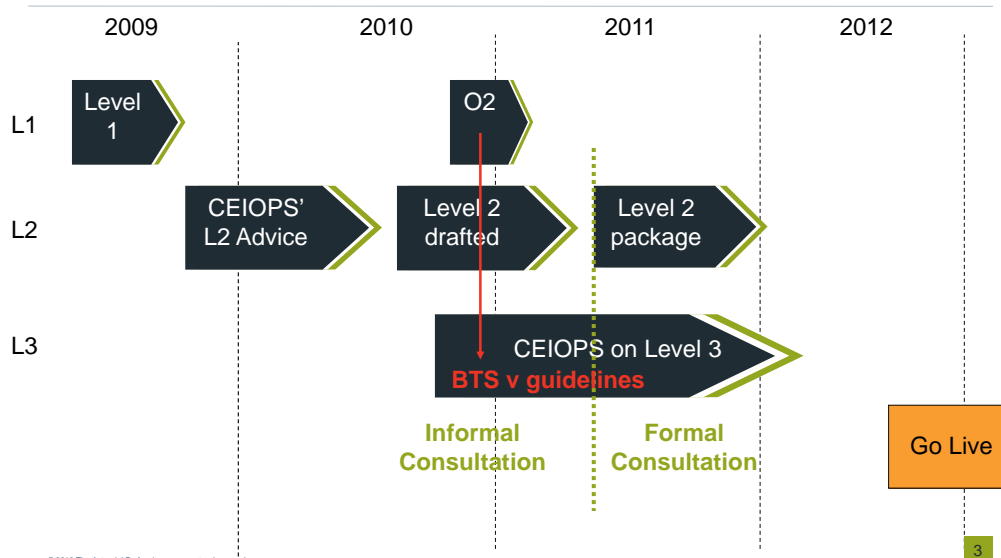 2009 2010 2011 2012
L1
Level
1
O2
L2
CEIOPS'
L2 Advice
Level 2
drafted
Level 2
package
L3
CEIOPS on Level 3
BTS v guidelines
Informal
Consultation
Formal
Consultation
Go Live
3